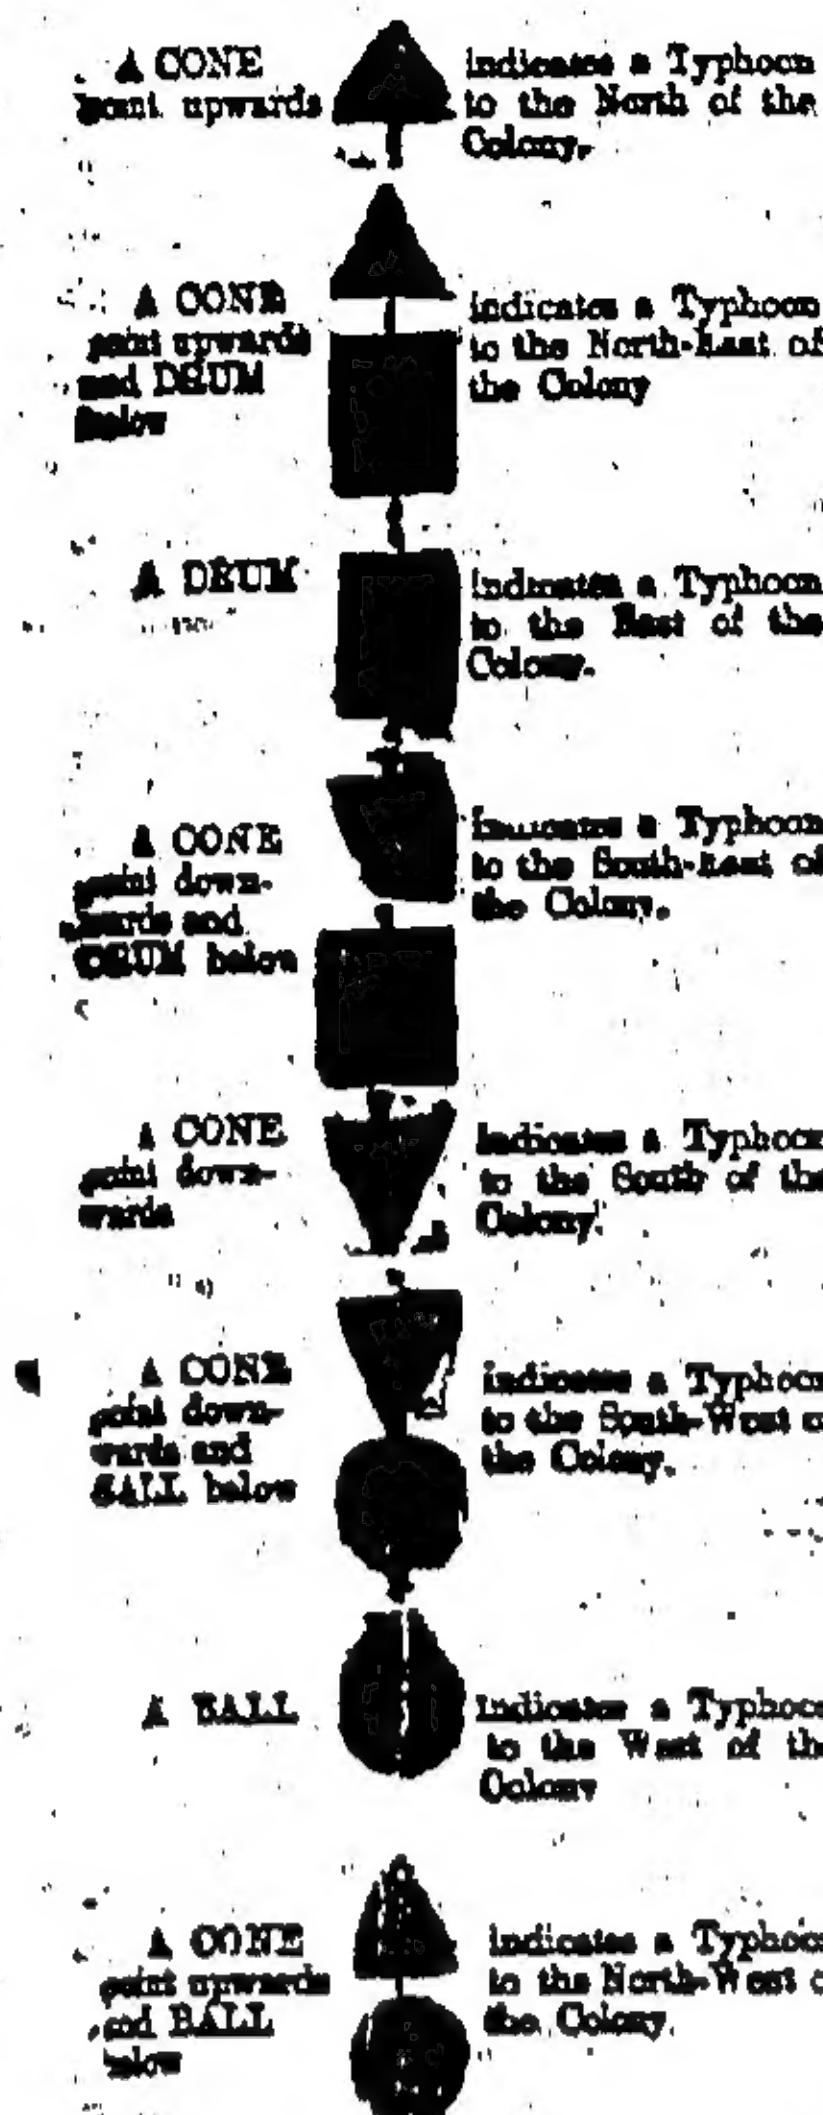 A CONE
point upwards
indicates a Typhoon
to the North of the
Colony.
A CONE
point upwards
and DRUM
below
indicates a Typhoon
to the North-East of
the Colony
A DRUM
indicates a Typhoon
to the East of the
Colony.
A CONE
point down-
wards and
DRUM below
indicates a Typhoon
to the South-East of
the Colony.
A CONE
point down-
wards
indicates a Typhoon
to the South of the
Colony.
A CONE
point down-
wards and
BALL below
indicates a Typhoon
to the South-West o
the Colony.
A BALL
indicates a Typhoo
to the West of th
Colony
A CONE
point upwards
and BALL
below
indicates a Typhoo
to the North-West o
the Colony.